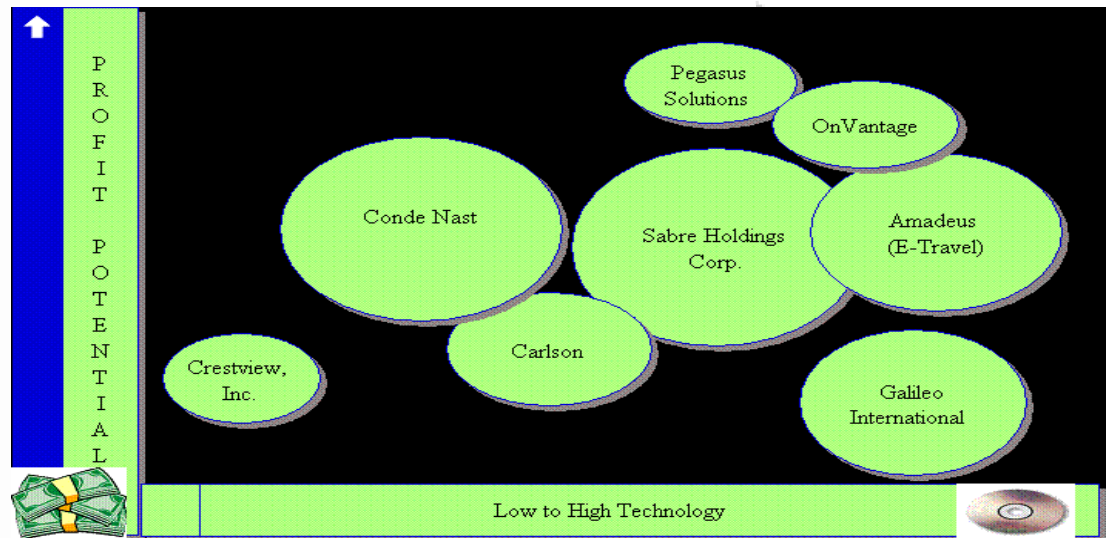 PROFIT POTENTIAL
Pegasus
Solutions
OnVantage
Conde Nast
Sabre Holdings
Corp.
Amadeus
(E-Travel)
Carlson
Crestview,
Inc.
Galileo
International
Low to High Technology